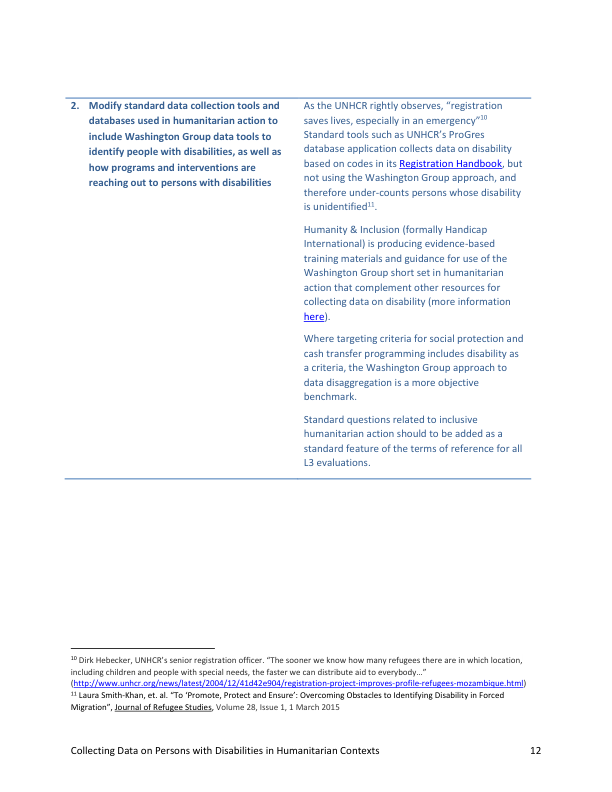 2. Modify standard data collection tools and
databases used in humanitarian action to
include Washington Group data tools to
identify people with disabilities, as well as
how programs and interventions are
reaching out to persons with disabilities
As the UNHCR rightly observes, “registration
saves lives, especially in an emergency”10
Standard tools such as UNHCR’s ProGres
database application collects data on disability
based on codes in its Registration Handbook, but
not using the Washington Group approach, and
therefore under-counts persons whose disability
is unidentified11.
Humanity & Inclusion (formally Handicap
International) is producing evidence-based
training materials and guidance for use of the
Washington Group short set in humanitarian
action that complement other resources for
collecting data on disability (more information
here).
Where targeting criteria for social protection and
cash transfer programming includes disability as
a criteria, the Washington Group approach to
data disaggregation is a more objective
benchmark.
Standard questions related to inclusive
humanitarian action should to be added as a
standard feature of the terms of reference for all
L3 evaluations.
10 Dirk Hebecker, UNHCR’s senior registration officer. “The sooner we know how many refugees there are in which location,
including children and people with special needs, the faster we can distribute aid to everybody...”
(http://www.unhcr.org/news/latest/2004/12/41d42e904/registration-project-improves-profile-refugees-mozambique.html)
11 Laura Smith-Khan, et. al. “To ‘Promote, Protect and Ensure’: Overcoming Obstacles to Identifying Disability in Forced
Migration”, Journal of Refugee Studies, Volume 28, Issue 1, 1 March 2015
Collecting Data on Persons with Disabilities in Humanitarian Contexts 12